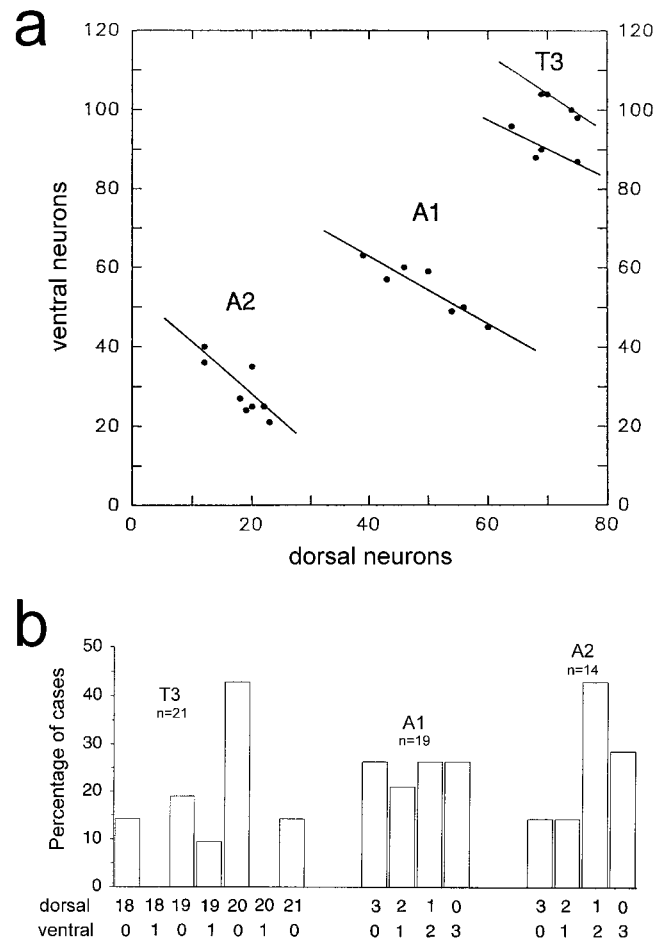 a
120
100
80
60
40
20
0
ventral neurons
T3
A1
A2
120
100
80
60
40
20
0
0 20 40 60 80
dorsal neurons
b
50
40
30
20
10
0
Percentage of cases
T3
n=21
A1
n=19
A2
n=14
dorsal 18 18 19 19 20 20 21 3 2 1 0 3 2 1 0
ventral 0 1 0 1 0 1 0 0 1 2 3 0 1 2 3